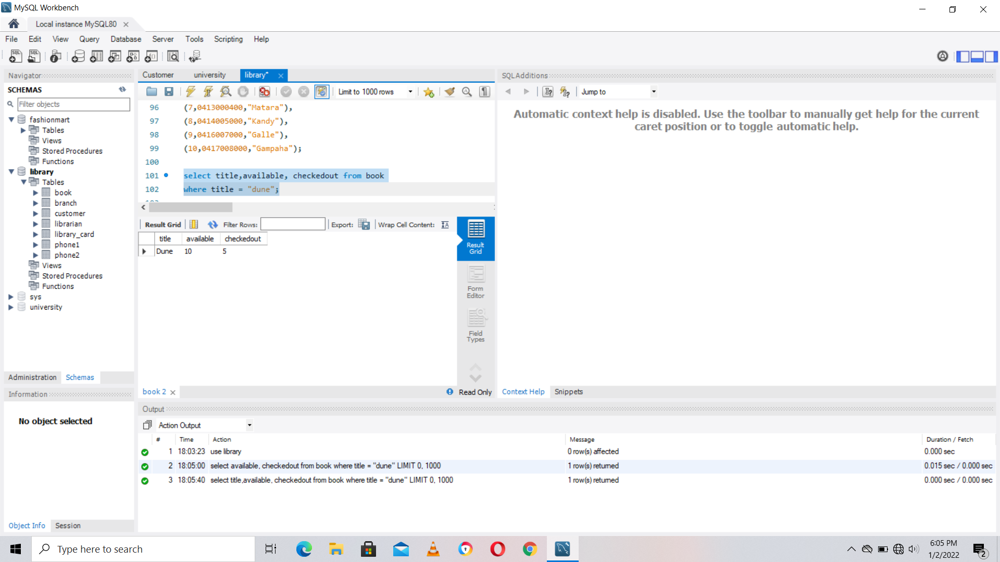 MySQL Workbench
Local instance MySQL80
File Edit View Query Database Server Tools Scripting Help
Navigator
SCHEMAS
Filter objects
fashionmart
Tables
Views
Stored Procedures
Functions
library
Tables
book
branch
customer
librarian
library_card
phone1
phone2
Views
Stored Procedures
Functions
sys
university
Administration Schemas
Information
No object selected
Object Info Session
Customer university library*
Limit to 1000 rows
96 (7,0413000400,"Matara"),
97 (8,0414005000,"Kandy"),
98 (9,0416007000,"Galle"),
99 (10,0417008000,"Gampaha");
100
101 select title,available, checkedout from book
102 where title = "dune";
Result Grid Filter Rows: Export: Wrap Cell Content:
title available checkedout
Dune 10 5
Result Grid
Form Editor
Field Types
book 2 Read Only
SQLAdditions
Jump to
Automatic context help is disabled. Use the toolbar to manually get help for the current
caret position or to toggle automatic help.
Context Help Snippets
Output
Action Output
# Time Action Message Duration / Fetch
1 18:03:23 use library 0 row(s) affected 0.000 sec
2 18:05:00 select available, checkedout from book where title = "dune" LIMIT 0, 1000 1 row(s) returned 0.015 sec / 0.000 sec
3 18:05:40 select title,available, checkedout from book where title = "dune" LIMIT 0, 1000 1 row(s) returned 0.000 sec / 0.000 sec
Type here to search
6:05 PM
1/2/2022
2